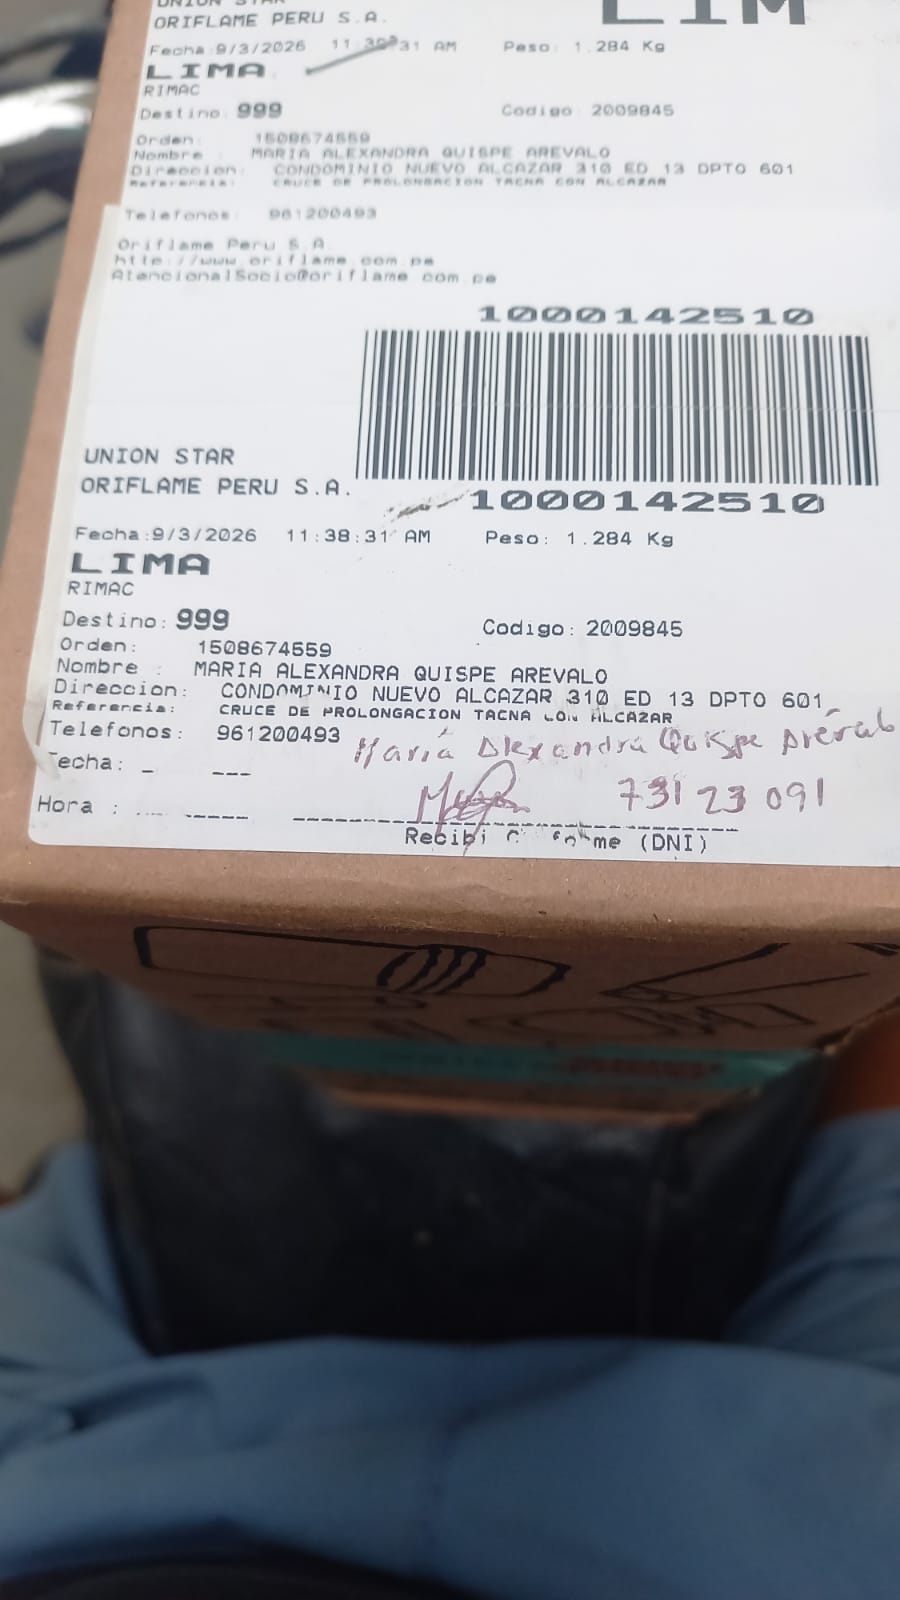 UNION STAR
ORIFLAME PERU S.A.
LIM
Fecha:9/3/2026 11:38:31 AM Peso: 1.284 Kg
LIMA
RIMAC
Destino: 999 Codigo: 2009845
Orden: 1508674559
Nombre : MARIA ALEXANDRA QUISPE AREVALO
Direccion: CONDOMINIO NUEVO ALCAZAR 310 ED 13 DPTO 601
Referencia: CRUCE DE PROLONGACION TACNA CON ALCAZAR
Telefonos: 961200493
Oriflame Peru S.A.
http://www.oriflame.com.pe
AtencionalSocio@oriflame.com.pe
1000142510
UNION STAR
ORIFLAME PERU S.A.
1000142510
Fecha:9/3/2026 11:38:31 AM Peso: 1.284 Kg
LIMA
RIMAC
Destino: 999 Codigo: 2009845
Orden: 1508674559
Nombre : MARIA ALEXANDRA QUISPE AREVALO
Direccion: CONDOMINIO NUEVO ALCAZAR 310 ED 13 DPTO 601
Referencia: CRUCE DE PROLONGACION TACNA CON ALCAZAR
Telefonos: 961200493
María Alexandra Quispe Arévalo
Fecha:
73123091
Hora :
Recibi Conforme (DNI)